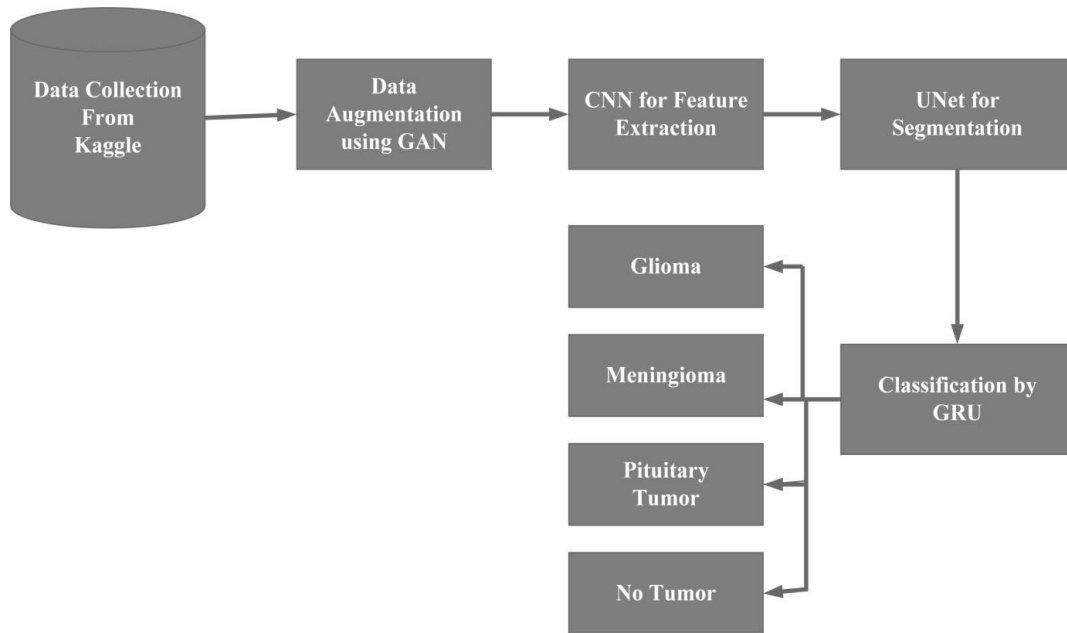 Data Collection
From
Kaggle
Data
Augmentation
using GAN
CNN for Feature
Extraction
UNet for
Segmentation
Glioma
Meningioma
Classification by
GRU
Pituitary
Tumor
No Tumor